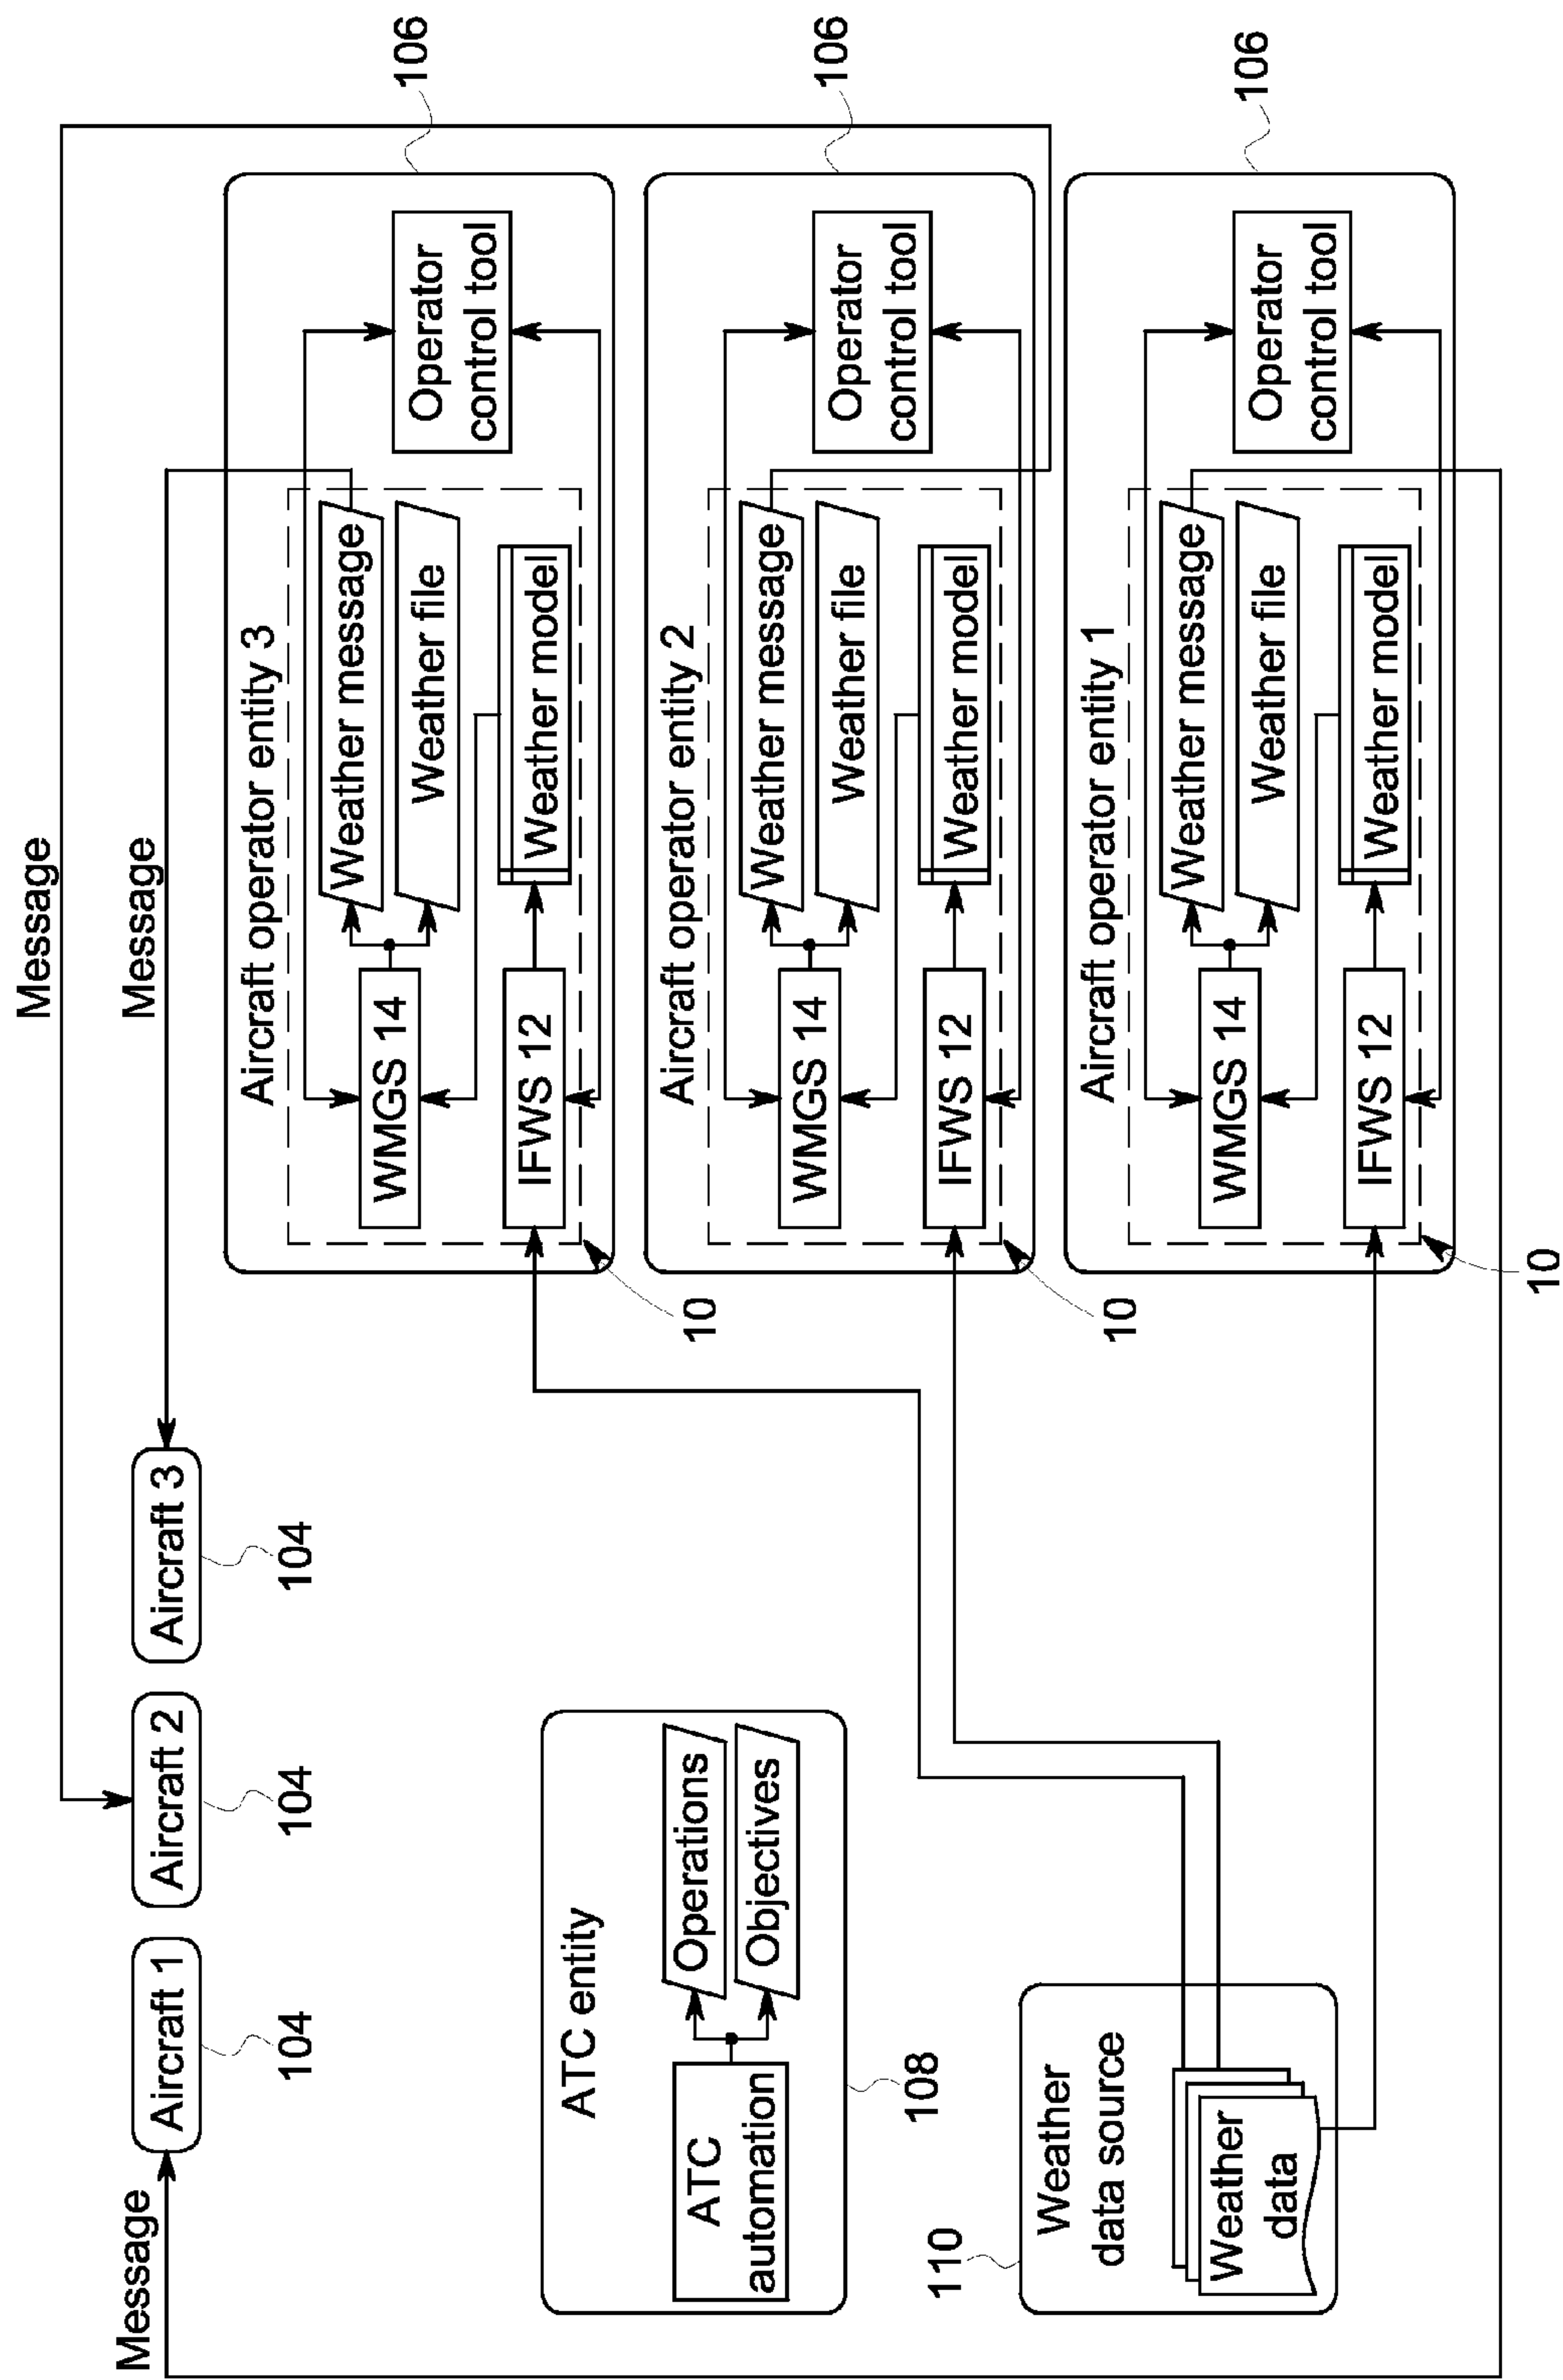 Message
Message
Message
Aircraft 1
104
Aircraft 2
104
Aircraft 3
104
ATC entity
ATC
automation
Operations
Objectives
108
110
Weather
data source
Weather
data
Aircraft operator entity 3
WMGS 14
Weather message
Weather file
IFWS 12
Weather model
Operator
control tool
10
106
Aircraft operator entity 2
WMGS 14
Weather message
Weather file
IFWS 12
Weather model
Operator
control tool
10
106
Aircraft operator entity 1
WMGS 14
Weather message
Weather file
IFWS 12
Weather model
Operator
control tool
10
106